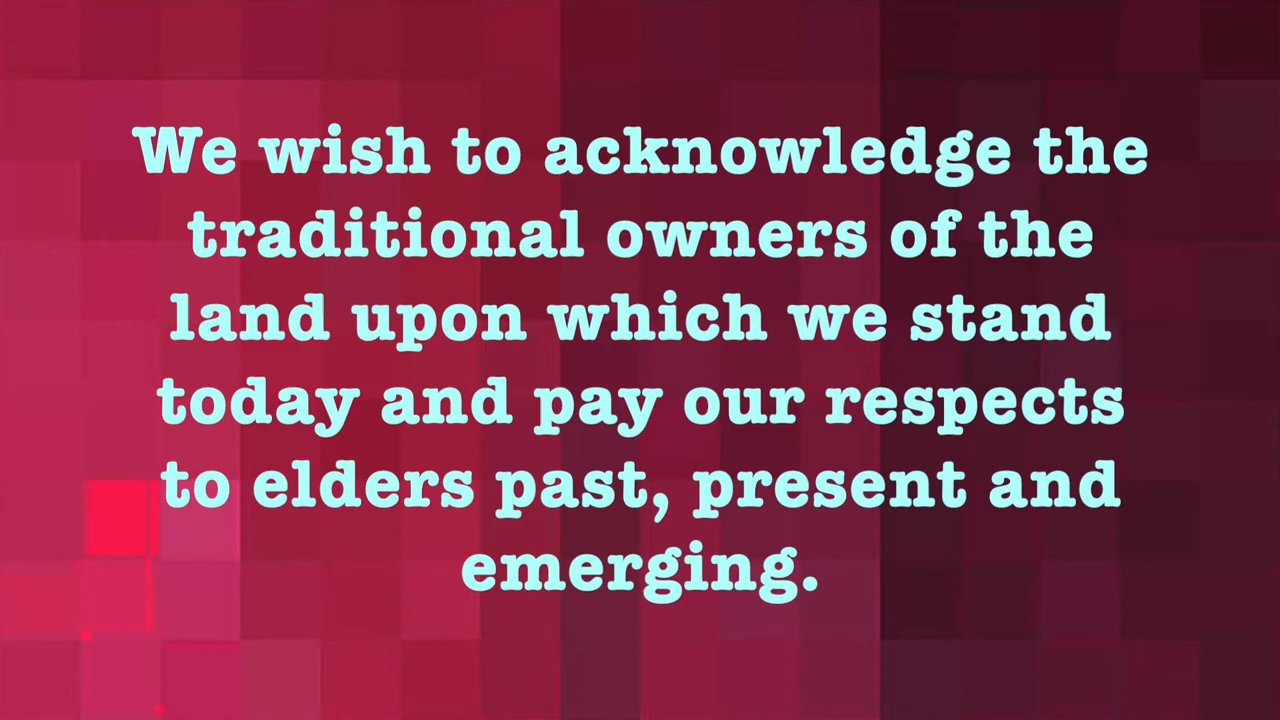 We wish to acknowledge the
traditional owners of the
land upon which we stand
today and pay our respects
to elders past, present and
emerging.